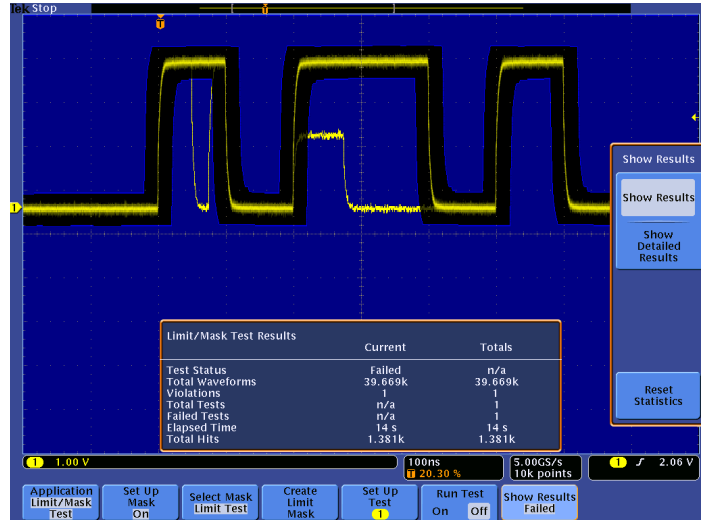 Tek Stop
T
T
1
Show Results
Show Results
Show
Detailed
Results
Limit/Mask Test Results
Current Totals
Test Status Failed n/a
Total Waveforms 39.669k 39.669k
Violations 1 1
Total Tests n/a 1
Failed Tests n/a 1
Elapsed Time 14 s 14 s
Total Hits 1.381k 1.381k
Reset
Statistics
1 1.00 V
100ns
T 20.30 %
5.00GS/s
10k points
1 2.06 V
Application
Limit/Mask
Test
Set Up
Mask
On
Select Mask
Limit Test
Create
Limit
Mask
Set Up
Test
1
Run Test
On Off
Show Results
Failed